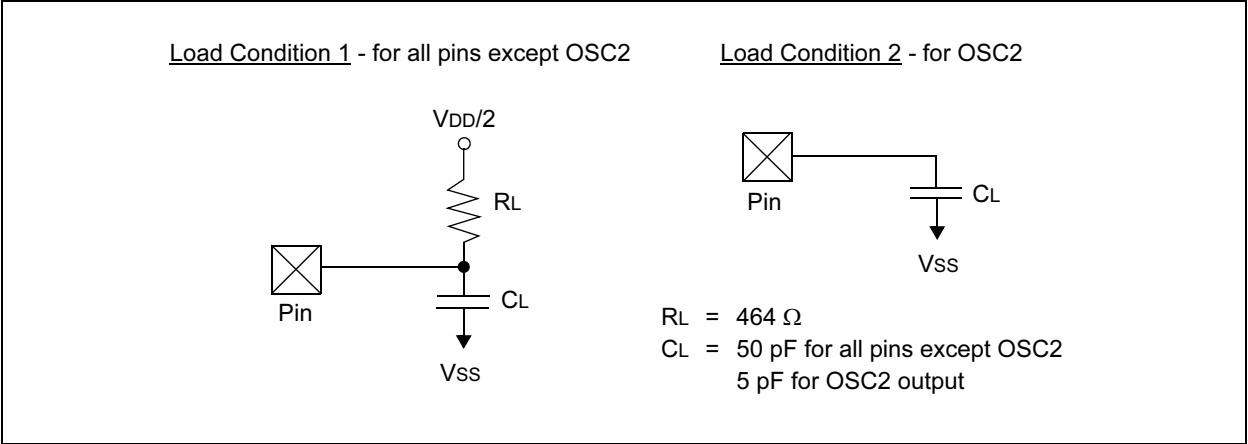 Load Condition 1 - for all pins except OSC2
VDD/2
RL
Pin
CL
VSS
Load Condition 2 - for OSC2
Pin
CL
VSS
RL = 464 Ω
CL = 50 pF for all pins except OSC2
5 pF for OSC2 output